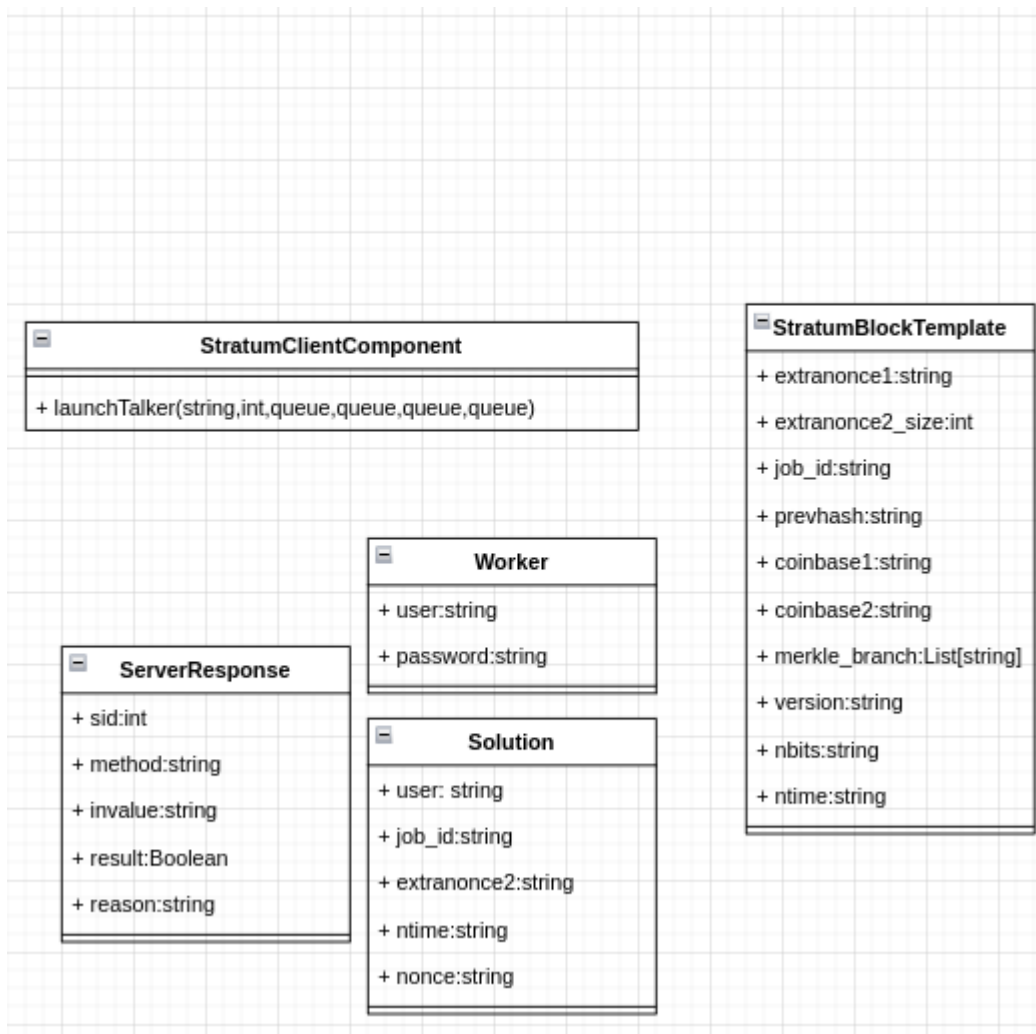 StratumClientComponent
+ launchTalker(string,int,queue,queue,queue,queue)
StratumBlockTemplate
+ extranonce1:string
+ extranonce2_size:int
+ job_id:string
+ prevhash:string
+ coinbase1:string
+ coinbase2:string
+ merkle_branch:List[string]
+ version:string
+ nbits:string
+ ntime:string
Worker
+ user:string
+ password:string
ServerResponse
+ sid:int
+ method:string
+ invalue:string
+ result:Boolean
+ reason:string
Solution
+ user: string
+ job_id:string
+ extranonce2:string
+ ntime:string
+ nonce:string